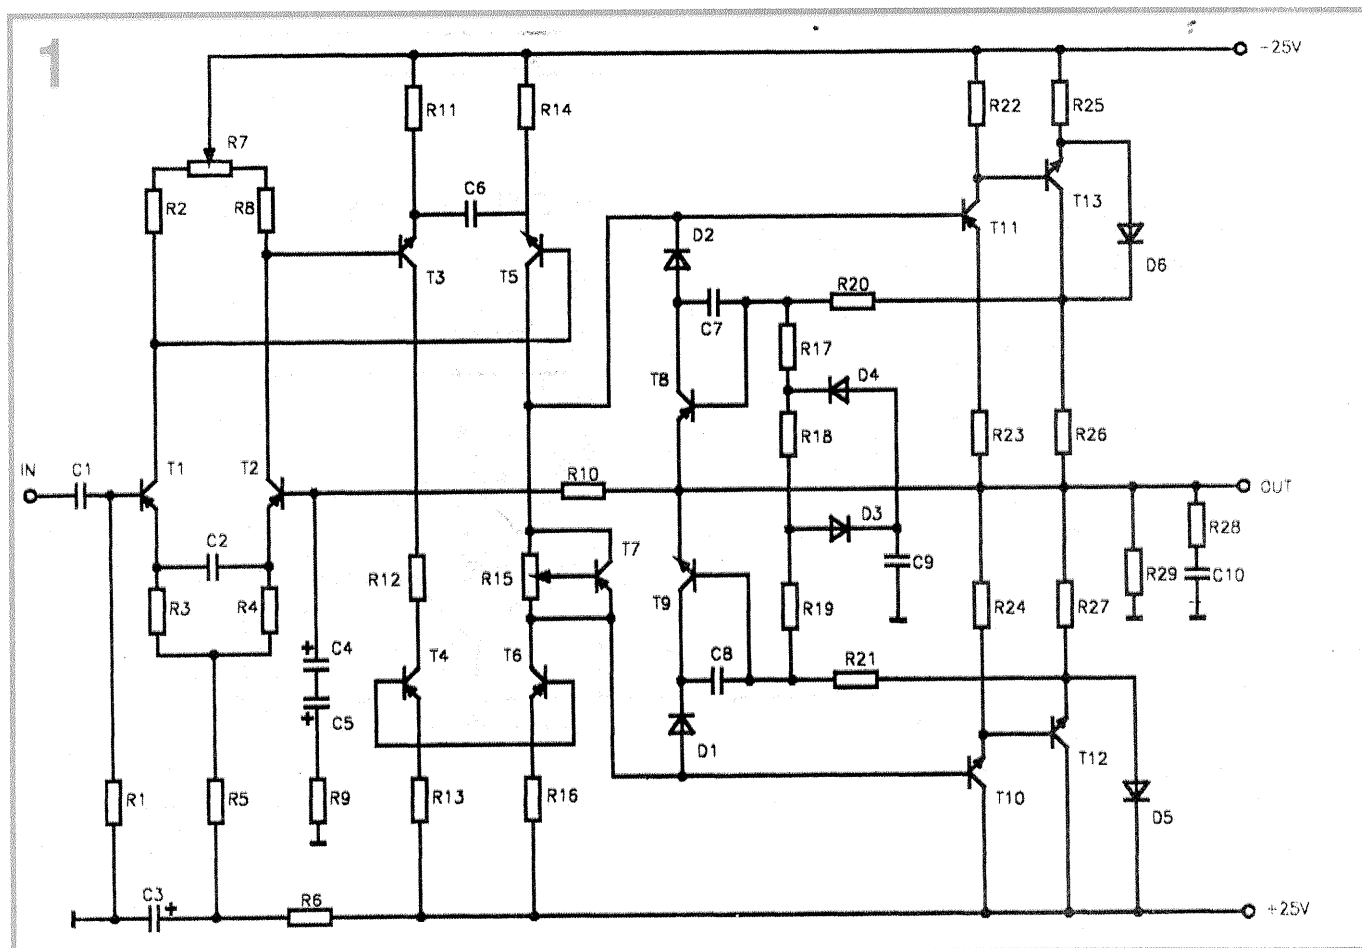 1
-25V
R11
R14
R22
R25
R7
C6
R2
R8
T13
D2
T11
T3
T5
D6
R20
C7
R17
T8
D4
R18
R23
R26
IN
C1
T1
T2
R10
OUT
D3
R28
C2
T7
C9
R12
R15
R29
C10
R3
R4
T9
R19
R24
R27
C4
T4
T6
C8
R21
C5
D1
T12
R1
R5
R9
R13
R16
T10
D5
C3
+
R6
+25V
+
+